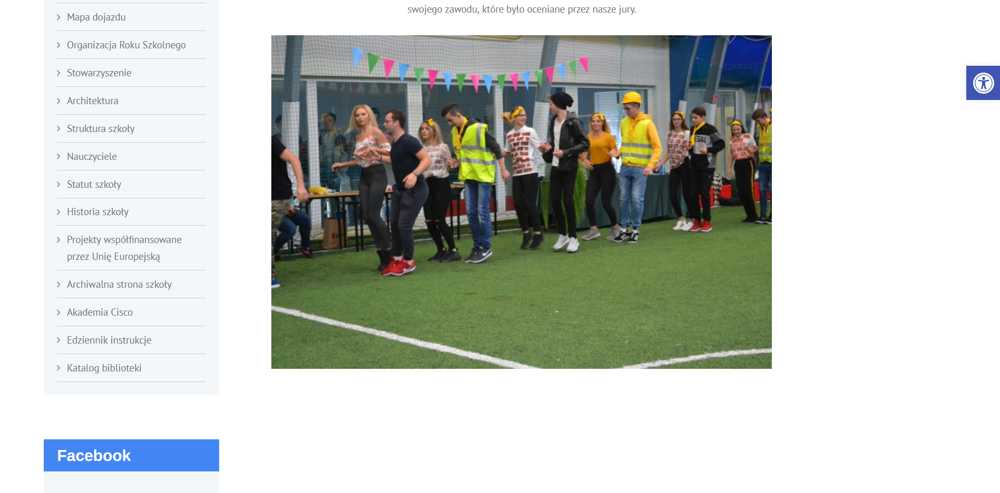 swojego zawodu, które było oceniane przez nasze jury.
Mapa dojazdu
Organizacja Roku Szkolnego
Stowarzyszenie
Architektura
Struktura szkoły
Nauczyciele
Statut szkoły
Historia szkoły
Projekty współfinansowane
przez Unię Europejską
Archiwalna strona szkoły
Akademia Cisco
Edziennik instrukcje
Katalog biblioteki
Facebook
EGAL